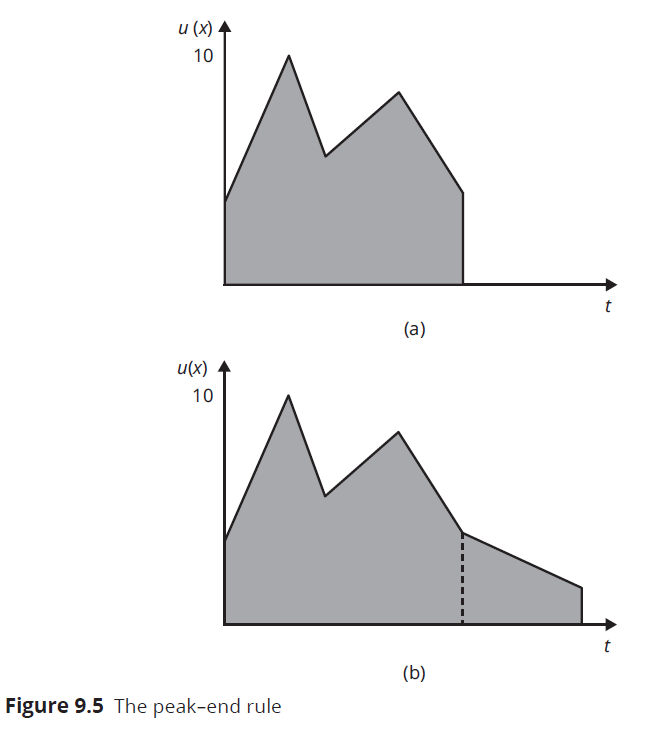 u (x)
10
t
(a)
u(x)
10
t
(b)
Figure 9.5 The peak–end rule